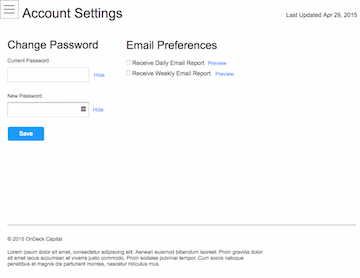 Account Settings
Last Updated Apr 29, 2015
Change Password
Email Preferences
Current Password
Hide
Receive Daily Email Report Preview
Receive Weekly Email Report Preview
New Password
Hide
Save
© 2015 OnDeck Capital
Lorem ipsum dolor sit amet, consectetur adipiscing elit. Aenean euismod bibendum laoreet. Proin gravida dolor
sit amet lacus accumsan et viverra justo commodo. Proin sodales pulvinar tempor. Cum sociis natoque
penatibus et magnis dis parturient montes, nascetur ridiculus mus.